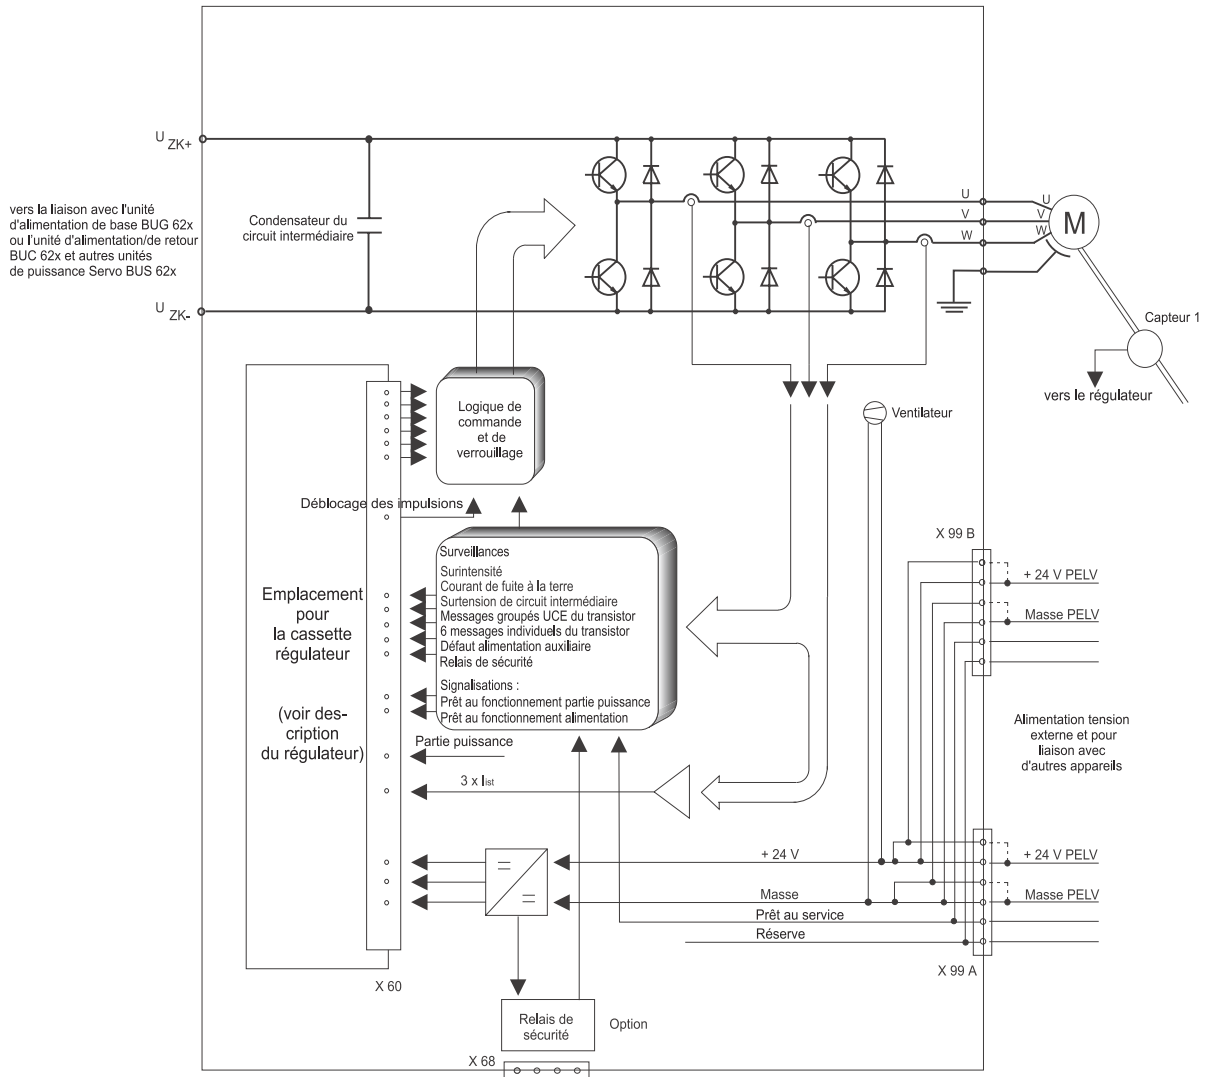 U ZK+
vers la liaison avec l'unité
d'alimentation de base BUG 62x
ou l'unité d'alimentation/de retour
BUC 62x et autres unités
de puissance Servo BUS 62x
Condensateur du
circuit intermédiaire
U ZK-
U
V
W
U
V
W
M
Capteur 1
vers le régulateur
Ventilateur
Logique de
commande
et de
verrouillage
Déblocage des impulsions
Surveillances
Surintensité
Courant de fuite à la terre
Surtension de circuit intermédiaire
Messages groupés UCE du transistor
6 messages individuels du transistor
Défaut alimentation auxiliaire
Relais de sécurité
Signalisations :
Prêt au fonctionnement partie puissance
Prêt au fonctionnement alimentation
Emplacement
pour
la cassette
régulateur
(voir des-
cription
du régulateur)
Partie puissance
3 x Iist
X 99 B
+ 24 V PELV
Masse PELV
Alimentation tension
externe et pour
liaison avec
d'autres appareils
+ 24 V
Masse
Prêt au service
Réserve
+ 24 V PELV
Masse PELV
X 99 A
X 60
Relais de
sécurité
Option
X 68